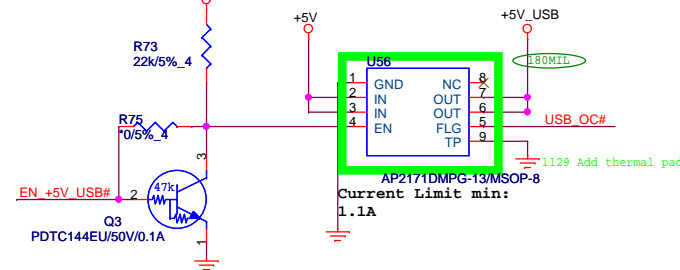 +5V
+5V_USB
R73
22k/5%_4
U56
180MIL
1
GND
NC
8
2
IN
OUT
7
3
IN
OUT
6
4
EN
FLG
5
USB_OC#
TP
9
R75
*0/5%_4
1129 Add thermal pad
AP2171DMPG-13/MSOP-8
Current Limit min:
1.1A
3
47k
EN_+5V_USB#
2
Q3
PDTC144EU/50V/0.1A
1